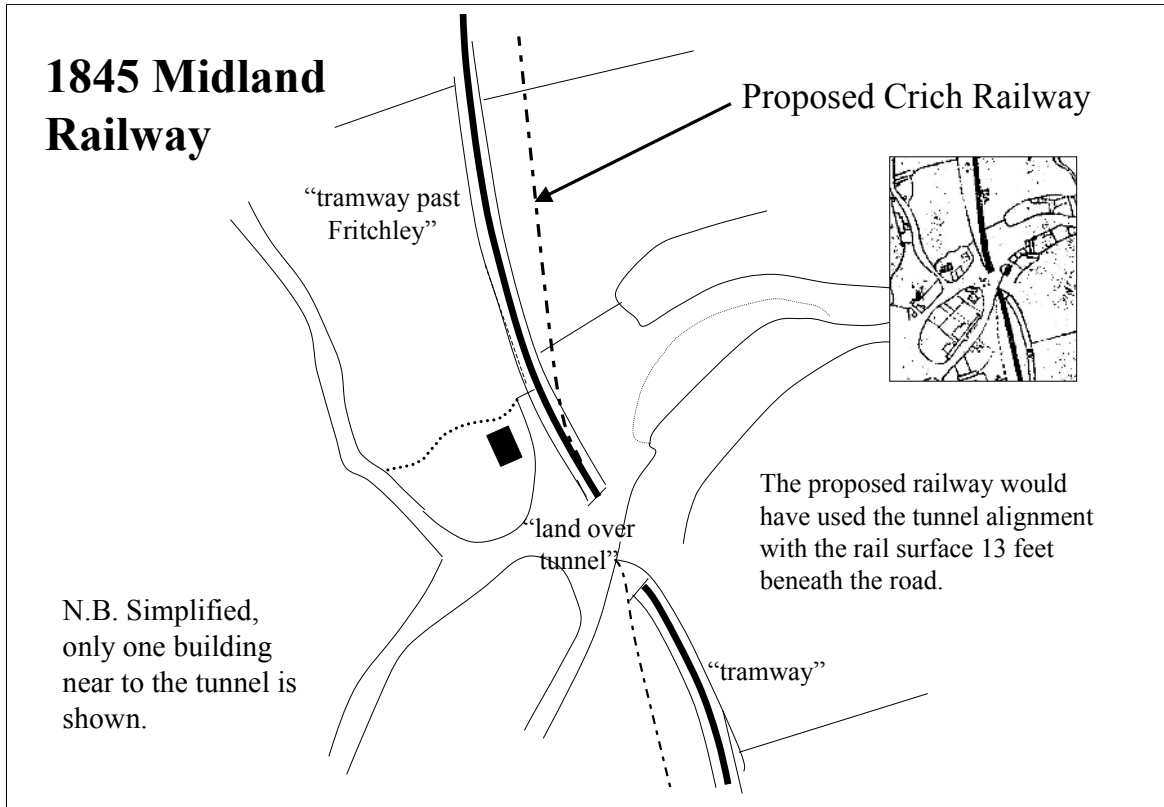 1845 Midland
Railway
Proposed Crich Railway
“tramway past
Fritchley”
“land over
tunnel”
The proposed railway would
have used the tunnel alignment
with the rail surface 13 feet
beneath the road.
N.B. Simplified,
only one building
near to the tunnel is
shown.
“tramway”